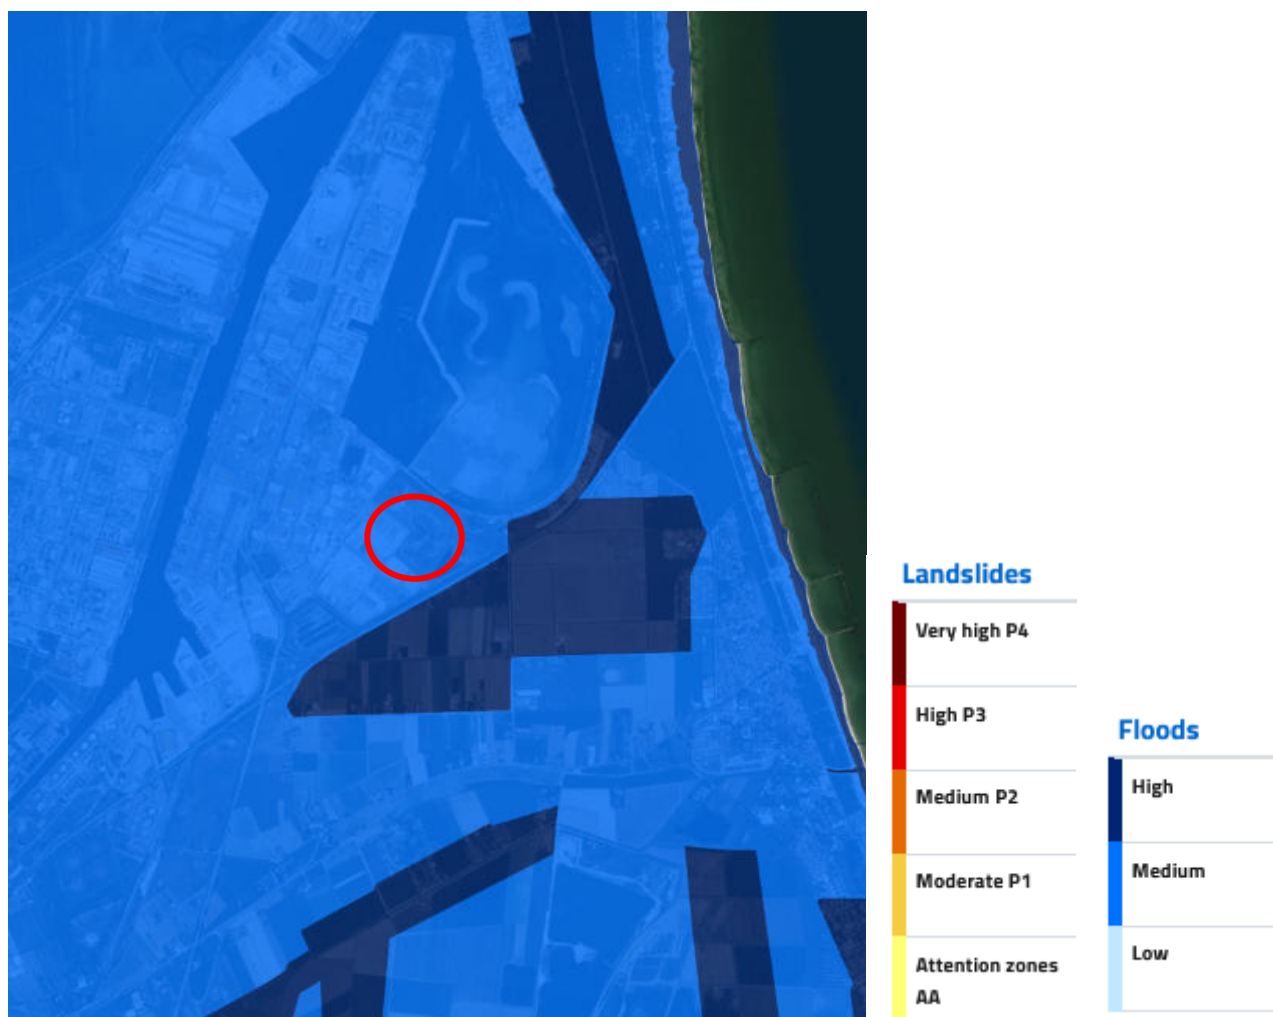 Landslides
Very high P4
High P3
Medium P2
Moderate P1
Attention zones
AA
Floods
High
Medium
Low